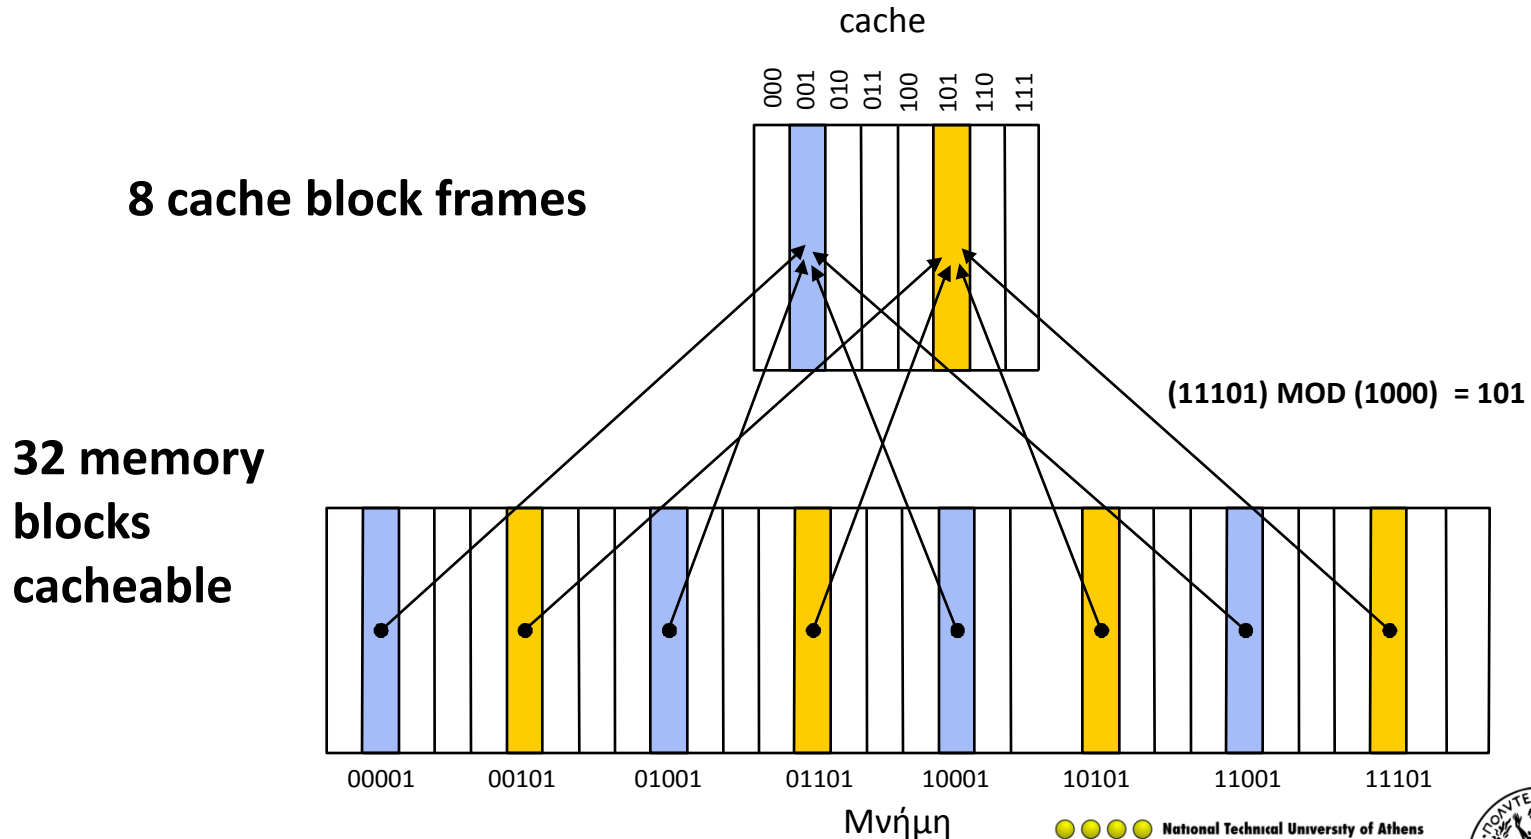 cache
000 001 010 011 100 101 110 111
8 cache block frames
(11101) MOD (1000) = 101
32 memory
blocks
cacheable
00001 00101 01001 01101 10001 10101 11001 11101
Μνήμη
National Technical University of Athens